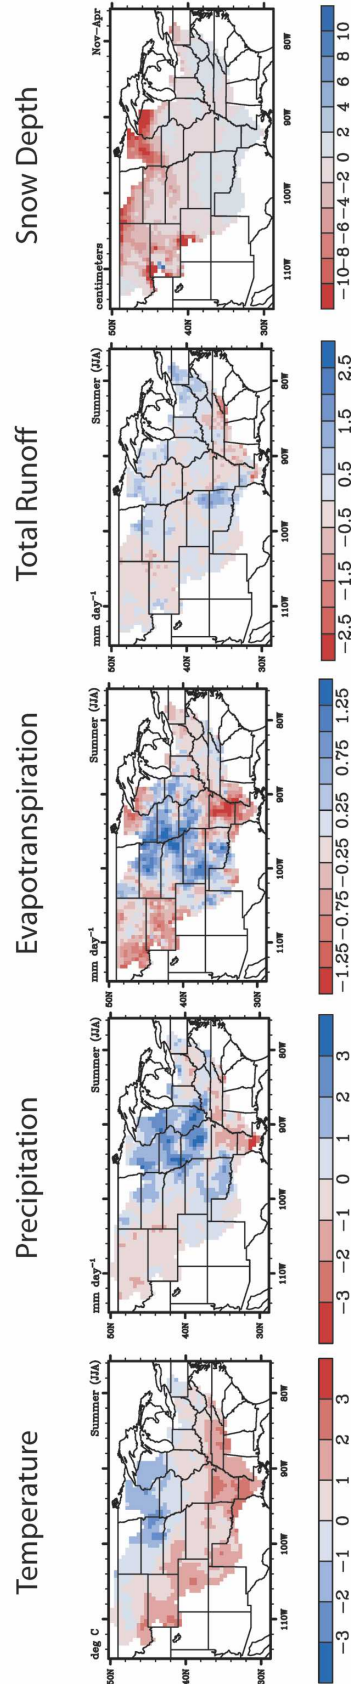 Temperature
deg C Summer (JJA)
50N
40N
30N
110W 100W 90W 80W
−3 −2 −1 0 1 2 3
Precipitation
mm day⁻¹ Summer (JJA)
50N
40N
30N
110W 100W 90W 80W
−3 −2 −1 0 1 2 3
Evapotranspiration
mm day⁻¹ Summer (JJA)
50N
40N
30N
110W 100W 90W 80W
−1.25 −0.75 −0.25 0.25 0.75 1.25
Total Runoff
mm day⁻¹ Summer (JJA)
50N
40N
30N
110W 100W 90W 80W
−2.5 −1.5 −0.5 0.5 1.5 2.5
Snow Depth
centimeters Nov-Apr
50N
40N
30N
110W 100W 90W 80W
−10 −8 −6 −4 −2 0 2 4 6 8 10